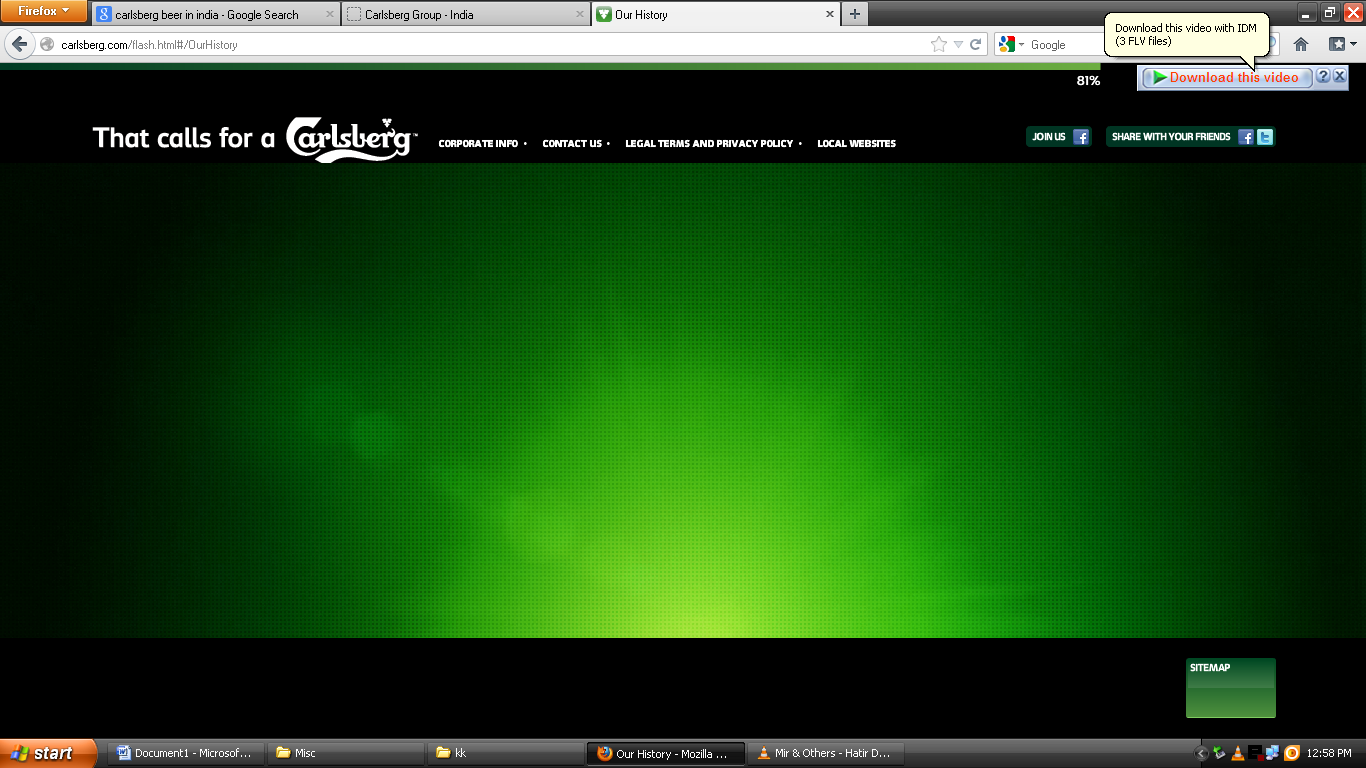 Firefox
carlsberg beer in india - Google Search
Carlsberg Group - India
Our History
carlsberg.com/flash.html#/OurHistory
Google
Download this video with IDM
(3 FLV files)
Download this video
?
81%
That calls for a Carlsberg™
CORPORATE INFO •
CONTACT US •
LEGAL TERMS AND PRIVACY POLICY •
LOCAL WEBSITES
JOIN US
SHARE WITH YOUR FRIENDS
SITEMAP
start
Document1 - Microsof...
Misc
kk
Our History - Mozilla ...
Mir & Others - Hatir D...
12:58 PM